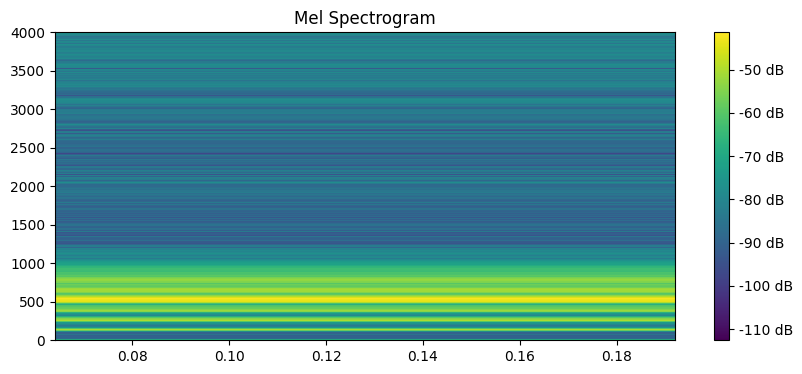 Mel Spectrogram
4000
3500
3000
2500
2000
1500
1000
500
0
0.08 0.10 0.12 0.14 0.16 0.18
-50 dB
-60 dB
-70 dB
-80 dB
-90 dB
-100 dB
-110 dB